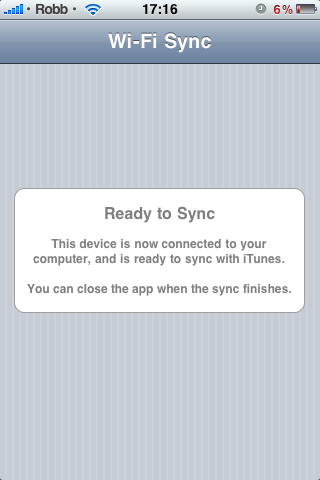 • Robb • 17:16 6%
Wi-Fi Sync
Ready to Sync
This device is now connected to your
computer, and is ready to sync with iTunes.
You can close the app when the sync finishes.